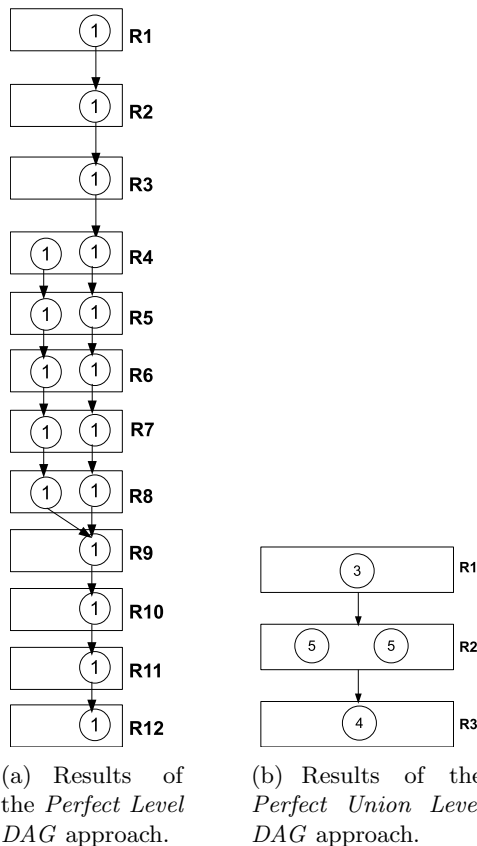 1 R1
1 R2
1 R3
1 1 R4
1 1 R5
1 1 R6
1 1 R7
1 1 R8
1 R9
1 R10
1 R11
1 R12
(a) Results of
the Perfect Level
DAG approach.
3 R1
5 5 R2
4 R3
(b) Results of the
Perfect Union Leve
DAG approach.